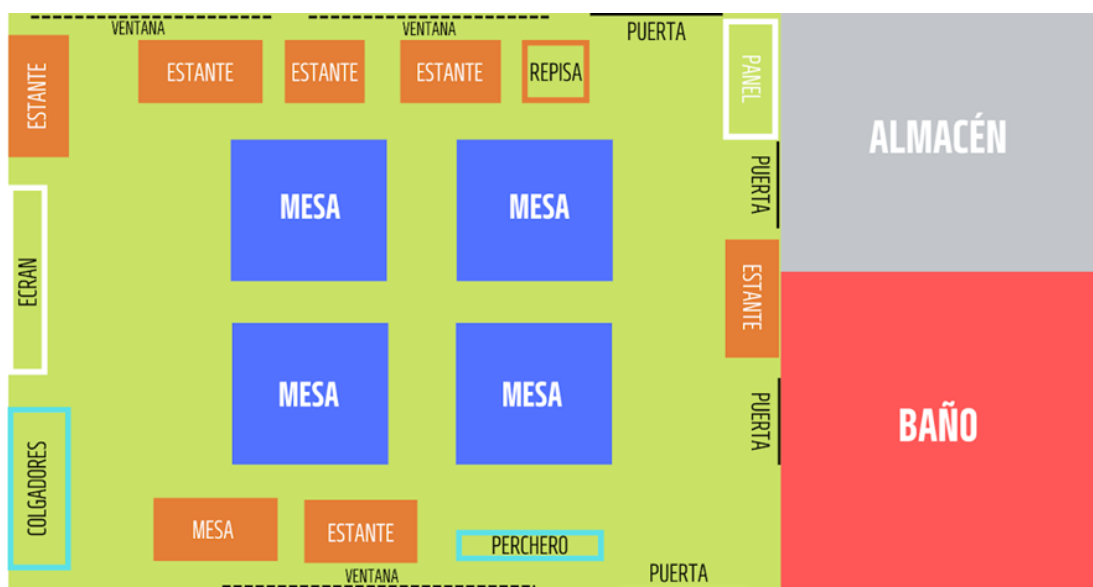 VENTANA
VENTANA
PUERTA
ESTANTE
ESTANTE
ESTANTE
ESTANTE
REPISA
PANEL
ALMACÉN
MESA
MESA
PUERTA
ECRAN
ESTANTE
MESA
MESA
PUERTA
BAÑO
COLGADORES
MESA
ESTANTE
PERCHERO
VENTANA
PUERTA